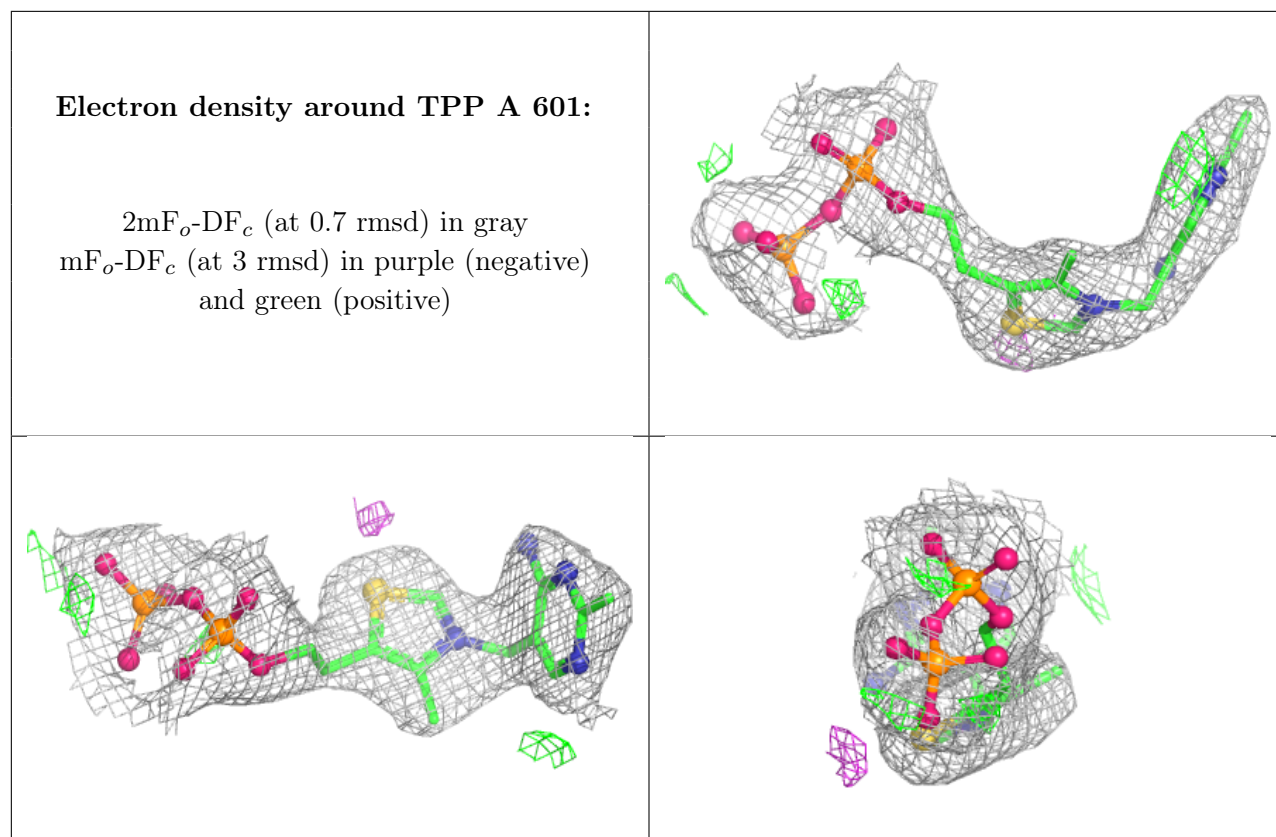 Electron density around TPP A 601:
2mFo-DFc (at 0.7 rmsd) in gray
mFo-DFc (at 3 rmsd) in purple (negative)
and green (positive)